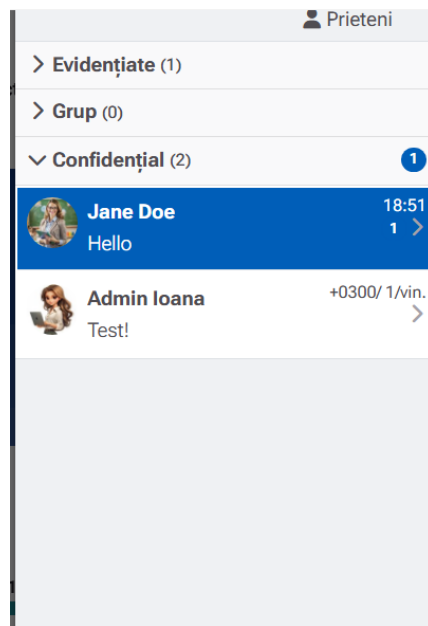 Prieteni
Evidențiate (1)
Grup (0)
Confidențial (2) 1
Jane Doe 18:51
Hello 1
Admin Ioana +0300/ 1/vin.
Test!